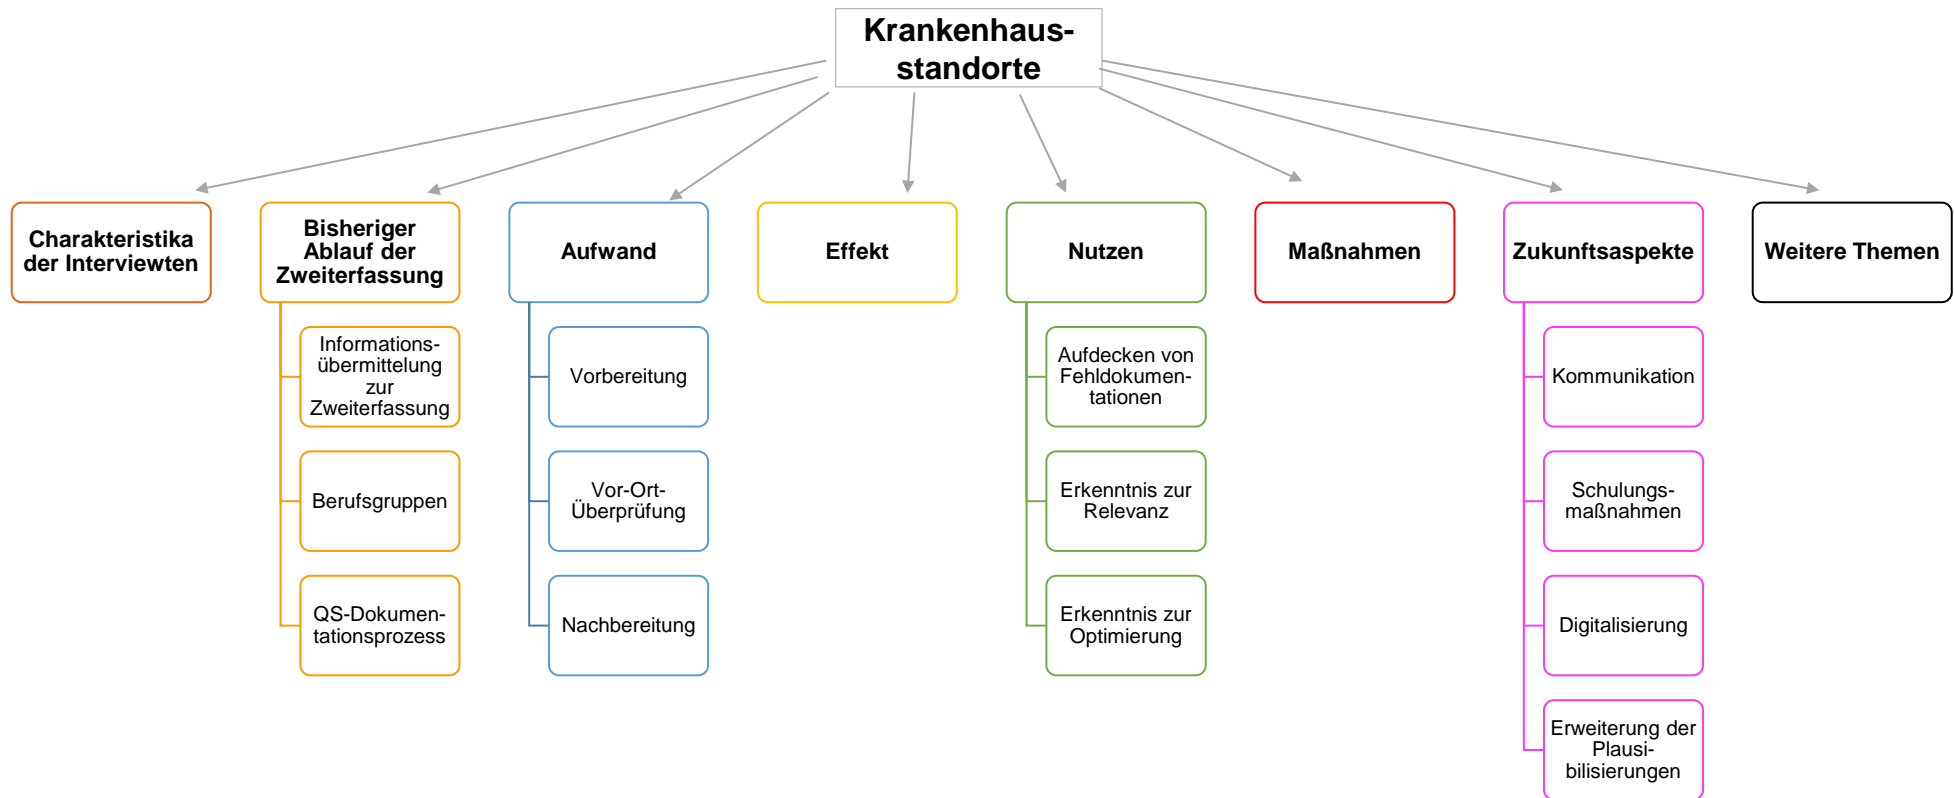 Krankenhaus-
standorte
Charakteristika
der Interviewten
Bisheriger
Ablauf der
Zweiterfassung
Informations-
übermittelung
zur
Zweiterfassung
Berufsgruppen
QS-Dokumen-
tationsprozess
Aufwand
Vorbereitung
Vor-Ort-
Überprüfung
Nachbereitung
Effekt
Nutzen
Aufdecken von
Fehldokumen-
tationen
Erkenntnis zur
Relevanz
Erkenntnis zur
Optimierung
Maßnahmen
Zukunftsaspekte
Kommunikation
Schulungs-
maßnahmen
Digitalisierung
Erweiterung der
Plausi-
bilisierungen
Weitere Themen